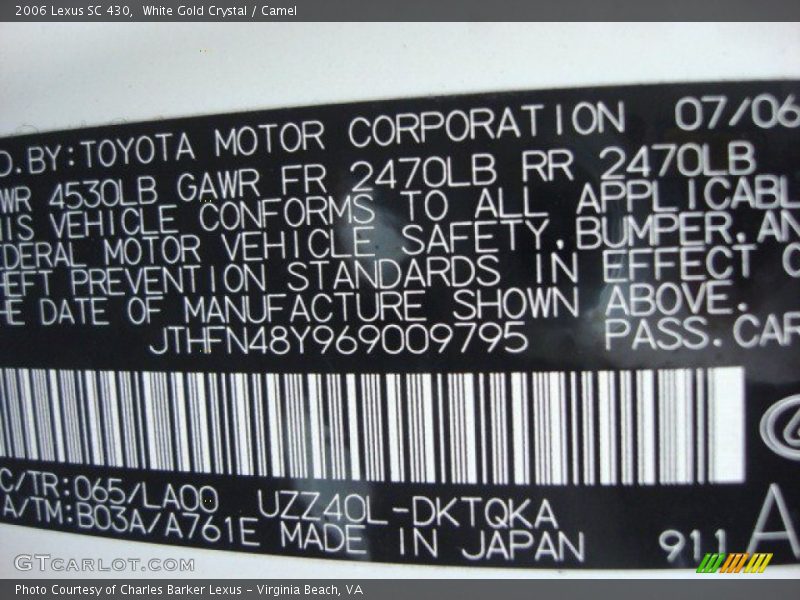 2006 Lexus SC 430,  White Gold Crystal / Camel
D.BY:TOYOTA MOTOR CORPORATION 07/06
WR 4530LB GAWR FR 2470LB RR 2470LB
IS VEHICLE CONFORMS TO ALL APPLICABL
EDERAL MOTOR VEHICLE SAFETY,BUMPER,AN
EFT PREVENTION STANDARDS IN EFFECT O
E DATE OF MANUFACTURE SHOWN ABOVE.
JTHFN48Y969009795 PASS.CAR
C/TR:065/LA00 UZZ40L-DKTQKA
A/TM:B03A/A761E MADE IN JAPAN 911 A
GTCARLOT.COM
Photo Courtesy of Charles Barker Lexus - Virginia Beach, VA